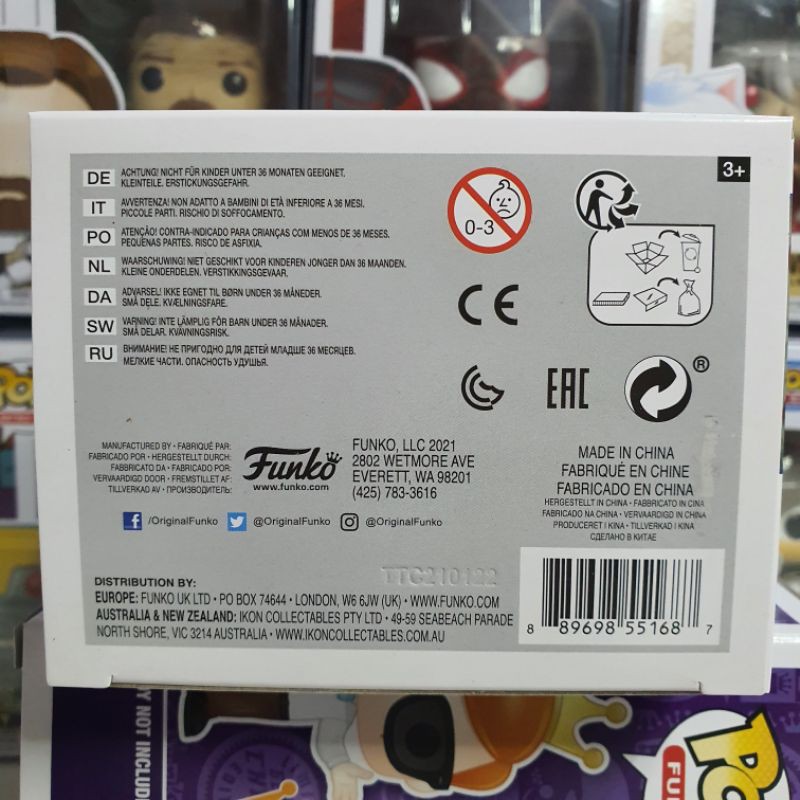 3+
DE ACHTUNG! NICHT FÜR KINDER UNTER 36 MONATEN GEEIGNET.
KLEINTEILE. ERSTICKUNGSGEFAHR.
IT AVVERTENZA! NON ADATTO A BAMBINI DI ETÀ INFERIORE A 36 MESI.
PICCOLE PARTI. RISCHIO DI SOFFOCAMENTO.
PO ATENÇÃO! CONTRA-INDICADO PARA CRIANÇAS COM MENOS DE 36 MESES.
PEQUENAS PARTES. RISCO DE ASFIXIA.
NL WAARSCHUWING! NIET GESCHIKT VOOR KINDEREN JONGER DAN 36 MAANDEN.
KLEINE ONDERDELEN. VERSTIKKINGSGEVAAR.
DA ADVARSEL! IKKE EGNET TIL BØRN UNDER 36 MÅNEDER.
SMÅ DELE. KVÆLNINGSFARE.
SW VARNING! INTE LÄMPLIG FÖR BARN UNDER 36 MÅNADER.
SMÅ DELAR. KVÄVNINGSRISK.
RU ВНИМАНИЕ! НЕ ПРИГОДНО ДЛЯ ДЕТЕЙ МЛАДШЕ 36 МЕСЯЦЕВ.
МЕЛКИЕ ЧАСТИ. ОПАСНОСТЬ УДУШЬЯ.
0-3
CE
EAC
®
MANUFACTURED BY • FABRIQUÉ PAR:
FABRICADO POR • HERGESTELLT DURCH:
FABBRICATO DA • FABRICADO POR:
VERVAARDIGD DOOR • FREMSTILLET AF:
TILLVERKAD AV • ПРОИЗВОДИТЕЛЬ:
Funko
www.funko.com
FUNKO, LLC 2021
2802 WETMORE AVE
EVERETT, WA 98201
(425) 783-3616
MADE IN CHINA
FABRIQUÉ EN CHINE
FABRICADO EN CHINA
HERGESTELLT IN CHINA • FABBRICATO IN CINA
FABRICADO NA CHINA • VERVAARDIGD IN CHINA
PRODUCERET I KINA • TILLVERKAD I KINA
СДЕЛАНО В КИТАЕ
/OriginalFunko @OriginalFunko @OriginalFunko
TTC210122
DISTRIBUTION BY:
EUROPE: FUNKO UK LTD • PO BOX 74644 • LONDON, W6 6JW (UK) • WWW.FUNKO.COM
AUSTRALIA & NEW ZEALAND: IKON COLLECTABLES PTY LTD • 49-59 SEABEACH PARADE
NORTH SHORE, VIC 3214 AUSTRALIA • WWW.IKONCOLLECTABLES.COM.AU
8 89698 55168 7
Y NOT INCLUD
POP
FU